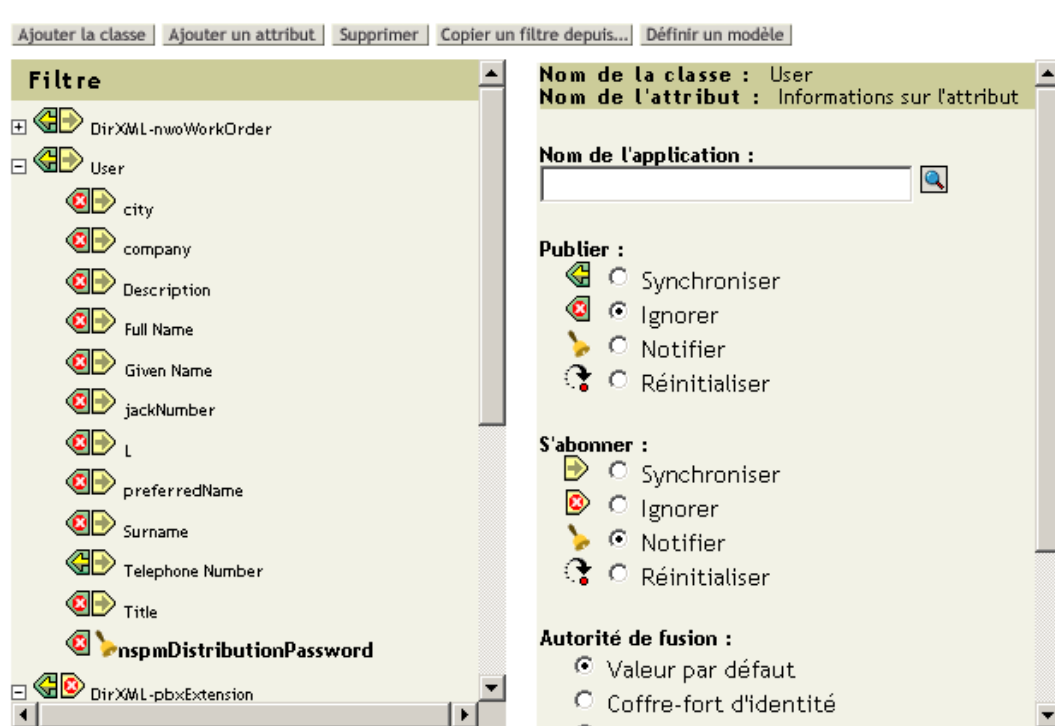 Ajouter la classe Ajouter un attribut Supprimer Copier un filtre depuis... Définir un modèle
Filtre
DirXML-nwoWorkOrder
User
city
company
Description
Full Name
Given Name
jackNumber
L
preferredName
Surname
Telephone Number
Title
nspmDistributionPassword
DirXML-pbxExtension
Nom de la classe : User
Nom de l'attribut : Informations sur l'attribut
Nom de l'application :
Publier :
Synchroniser
Ignorer
Notifier
Réinitialiser
S'abonner :
Synchroniser
Ignorer
Notifier
Réinitialiser
Autorité de fusion :
Valeur par défaut
Coffre-fort d'identité